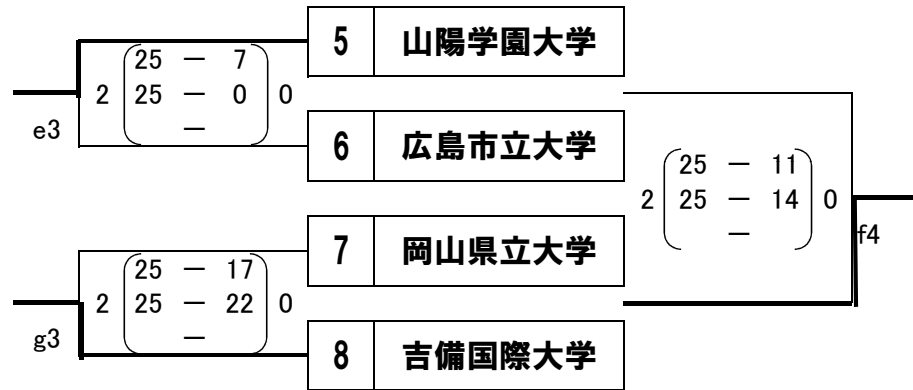 5 山陽学園大学
25 － 7
2 25 － 0 0
－
e3
6 広島市立大学
25 － 11
2 25 － 14 0
－
f4
7 岡山県立大学
25 － 17
2 25 － 22 0
－
g3
8 吉備国際大学